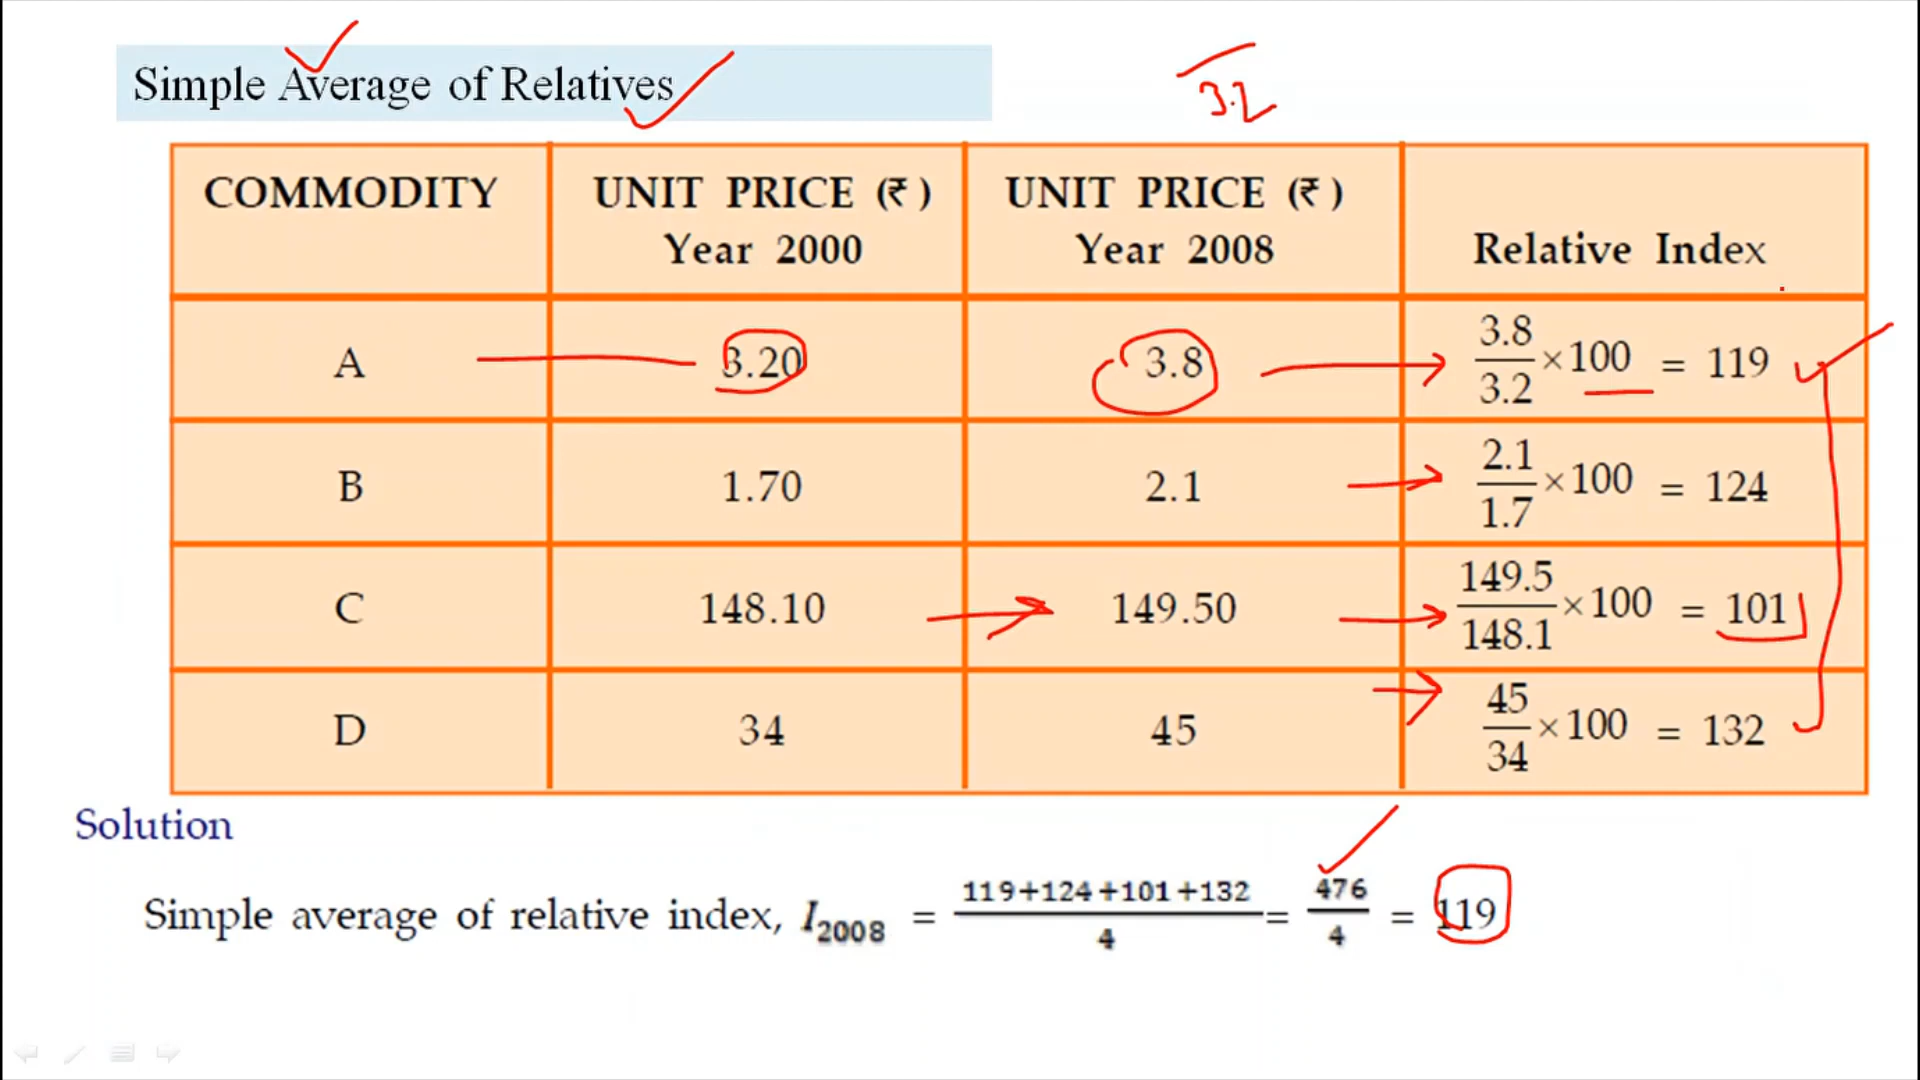 Simple Average of Relatives
3.2
COMMODITY UNIT PRICE (₹ ) Year 2000 UNIT PRICE (₹ ) Year 2008 Relative Index
A 3.20 3.8 3.8/3.2 ×100 = 119
B 1.70 2.1 2.1/1.7 ×100 = 124
C 148.10 149.50 149.5/148.1 ×100 = 101
D 34 45 45/34 ×100 = 132
Solution
Simple average of relative index, I2008 = 119+124+101+132/4 = 476/4 = 119